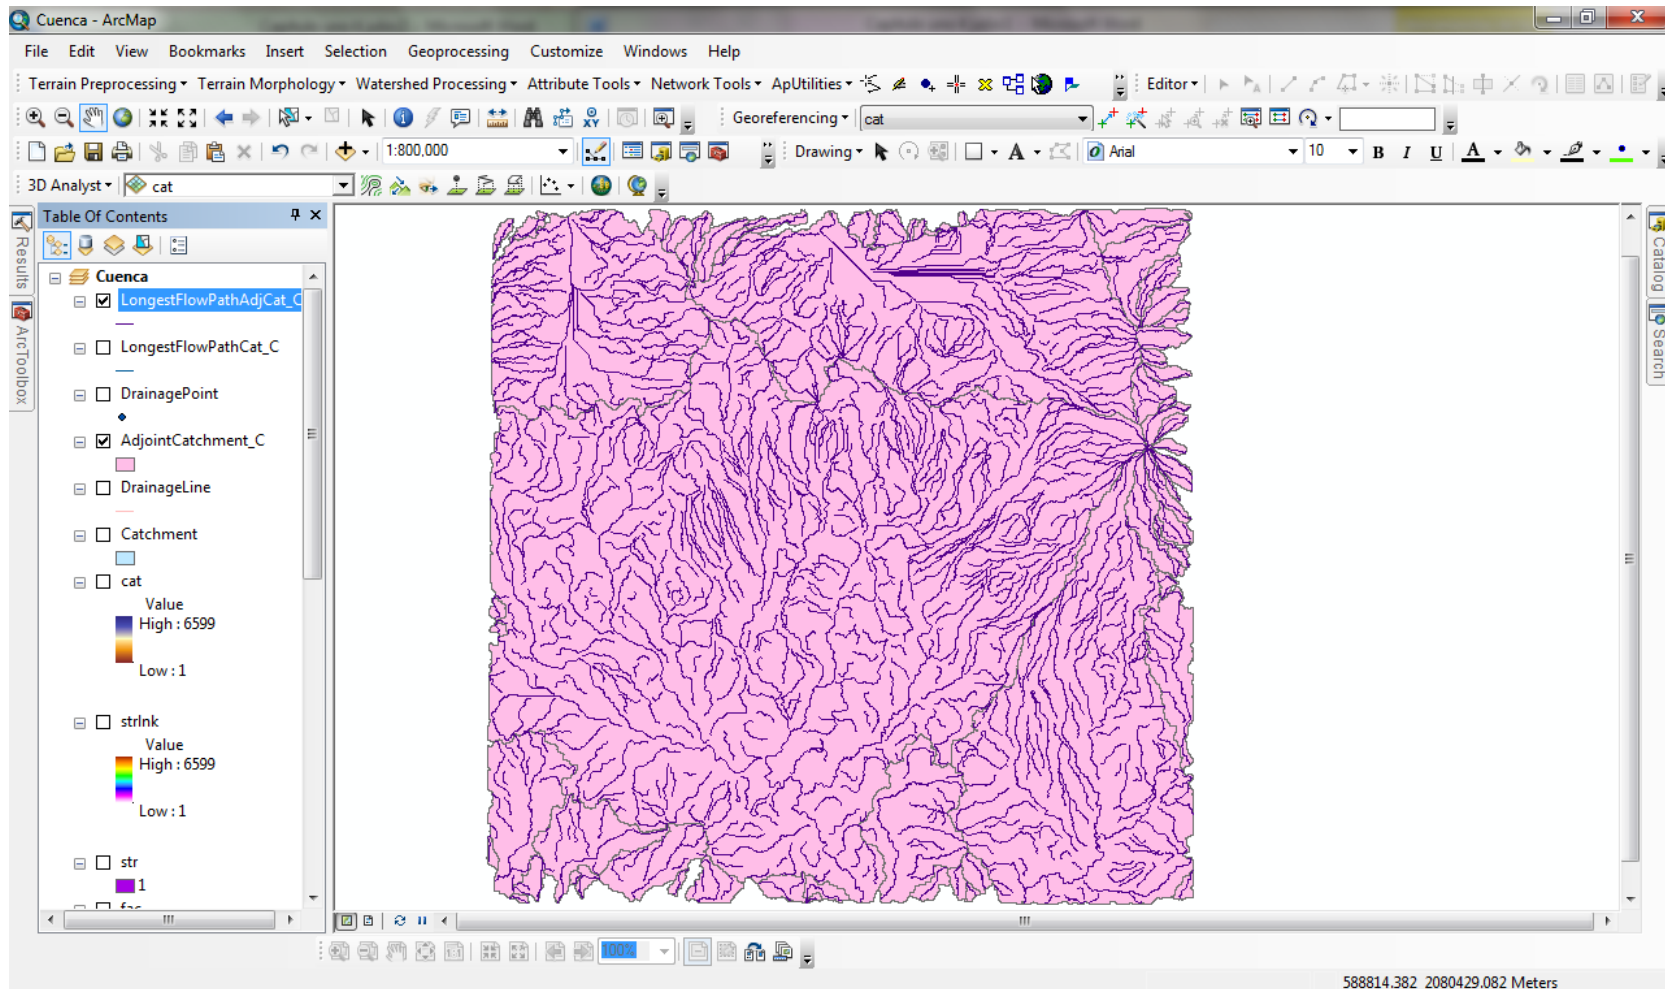 Cuenca - ArcMap
File Edit View Bookmarks Insert Selection Geoprocessing Customize Windows Help
Terrain Preprocessing Terrain Morphology Watershed Processing Attribute Tools Network Tools ApUtilities Editor
Georeferencing cat
1:800,000 Drawing A Arial 10 B I U A
3D Analyst cat
Table Of Contents
Results
ArcToolbox
Cuenca
LongestFlowPathAdjCat_C
LongestFlowPathCat_C
DrainagePoint
AdjointCatchment_C
DrainageLine
Catchment
cat
Value
High : 6599
Low : 1
strlnk
Value
High : 6599
Low : 1
str
1
fac
Catalog
Search
100%
588814.382 2080429.082 Meters